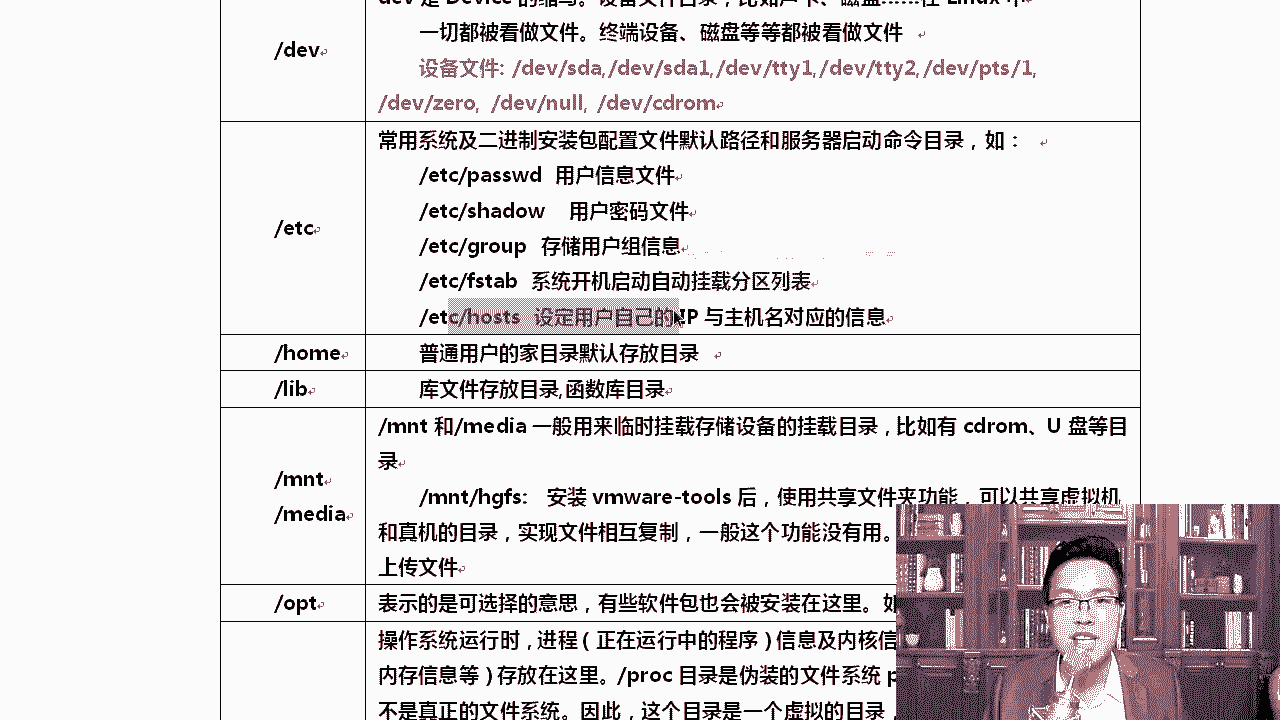 dev 是 Device 的缩写。设备文件目录，比如声卡、磁盘……在 Linux 中
一切都被看做文件。终端设备、磁盘等等都被看做文件
/dev
设备文件: /dev/sda,/dev/sda1,/dev/tty1,/dev/tty2,/dev/pts/1,
/dev/zero, /dev/null, /dev/cdrom
常用系统及二进制安装包配置文件默认路径和服务器启动命令目录，如：
/etc/passwd 用户信息文件
/etc/shadow 用户密码文件
/etc
/etc/group 存储用户组信息
/etc/fstab 系统开机启动自动挂载分区列表
/etc/hosts 设定用户自己的 IP 与主机名对应的信息
/home 普通用户的家目录默认存放目录
/lib 库文件存放目录,函数库目录
/mnt 和/media 一般用来临时挂载存储设备的挂载目录，比如有 cdrom、U 盘等目
录
/mnt
/media
/mnt/hgfs: 安装 vmware-tools 后，使用共享文件夹功能，可以共享虚拟机
和真机的目录，实现文件相互复制，一般这个功能没有用。
上传文件
/opt 表示的是可选择的意思，有些软件包也会被安装在这里。如
操作系统运行时，进程（正在运行中的程序）信息及内核信
内存信息等）存放在这里。/proc 目录是伪装的文件系统 p
不是真正的文件系统。因此，这个目录是一个虚拟的目录，